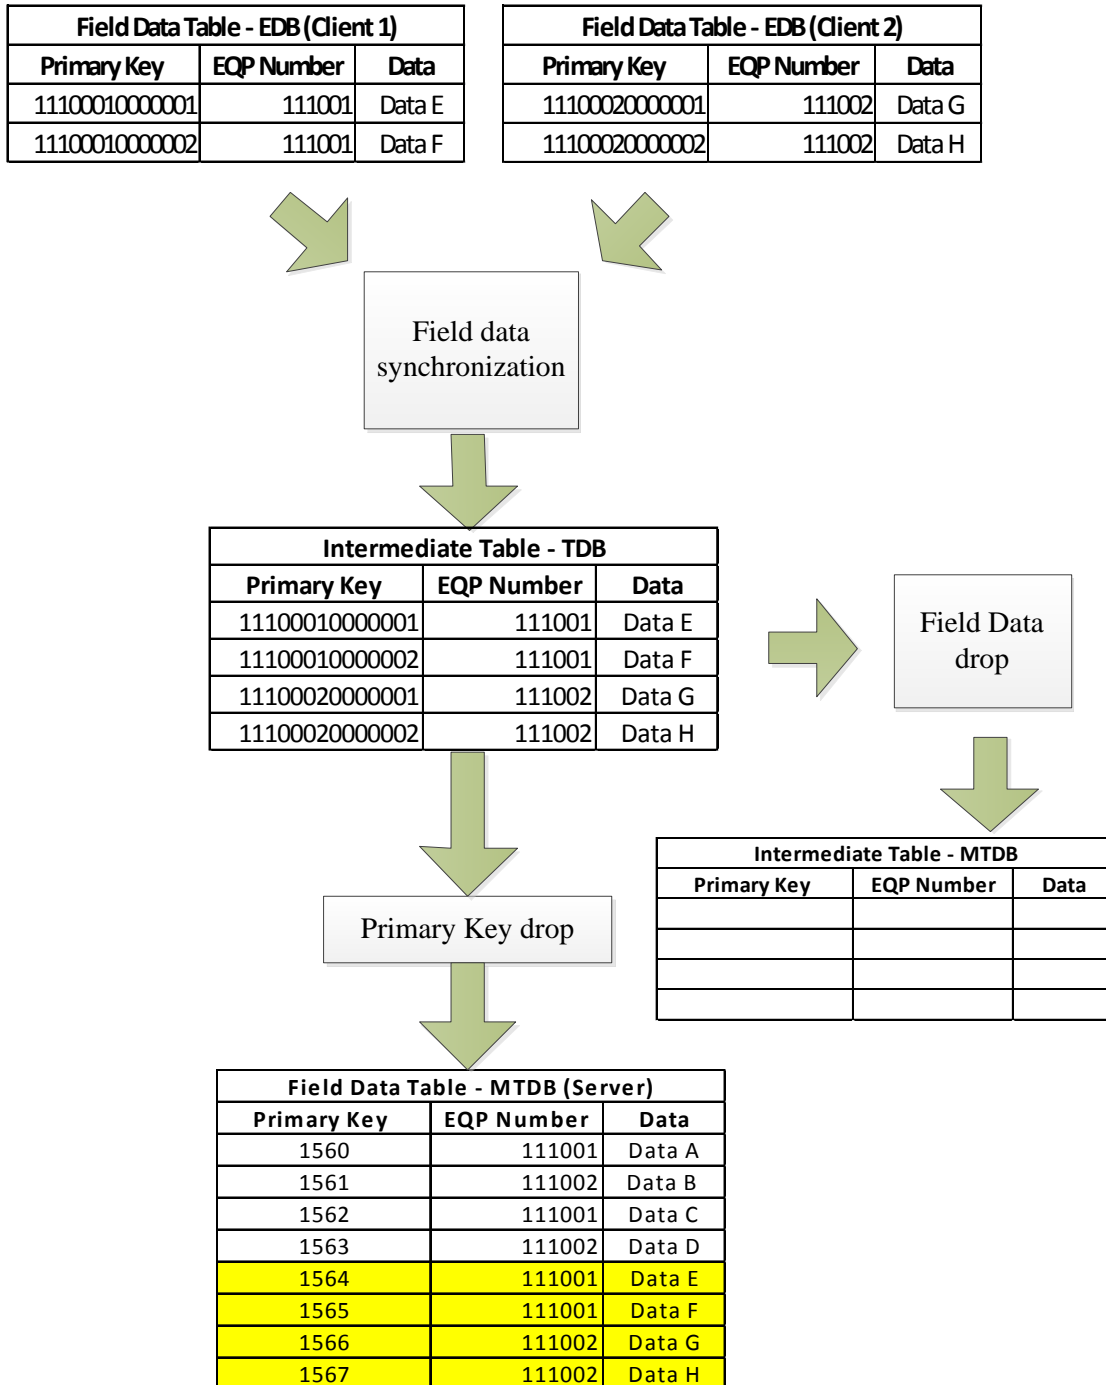 Field Data Table - EDB (Client 1)
Primary Key EQP Number Data
11100010000001 111001 Data E
11100010000002 111001 Data F
Field Data Table - EDB (Client 2)
Primary Key EQP Number Data
11100020000001 111002 Data G
11100020000002 111002 Data H
Field data
synchronization
Intermediate Table - TDB
Primary Key EQP Number Data
11100010000001 111001 Data E
11100010000002 111001 Data F
11100020000001 111002 Data G
11100020000002 111002 Data H
Field Data
drop
Intermediate Table - MTDB
Primary Key EQP Number Data
Primary Key drop
Field Data Table - MTDB (Server)
Primary Key EQP Number Data
1560 111001 Data A
1561 111002 Data B
1562 111001 Data C
1563 111002 Data D
1564 111001 Data E
1565 111001 Data F
1566 111002 Data G
1567 111002 Data H